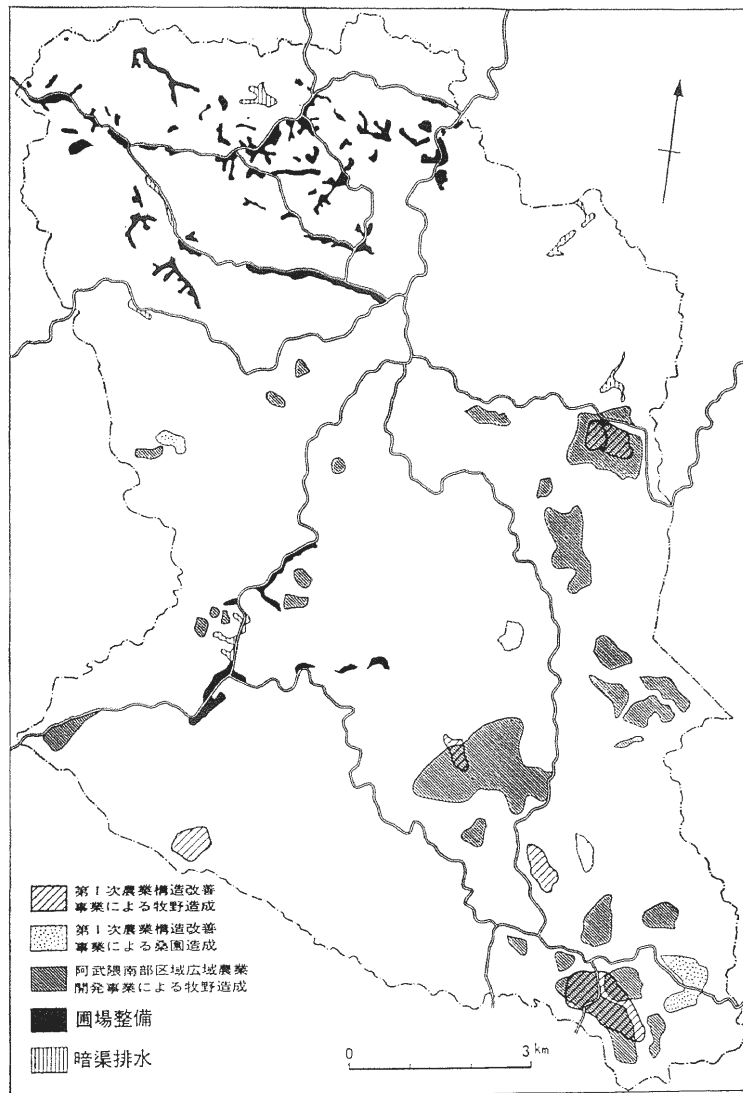 第1次農業構造改善
事業による牧野造成
第1次農業構造改善
事業による桑園造成
阿武隈南部区域広域農業
開発事業による牧野造成
圃場整備
暗渠排水
0 3 km